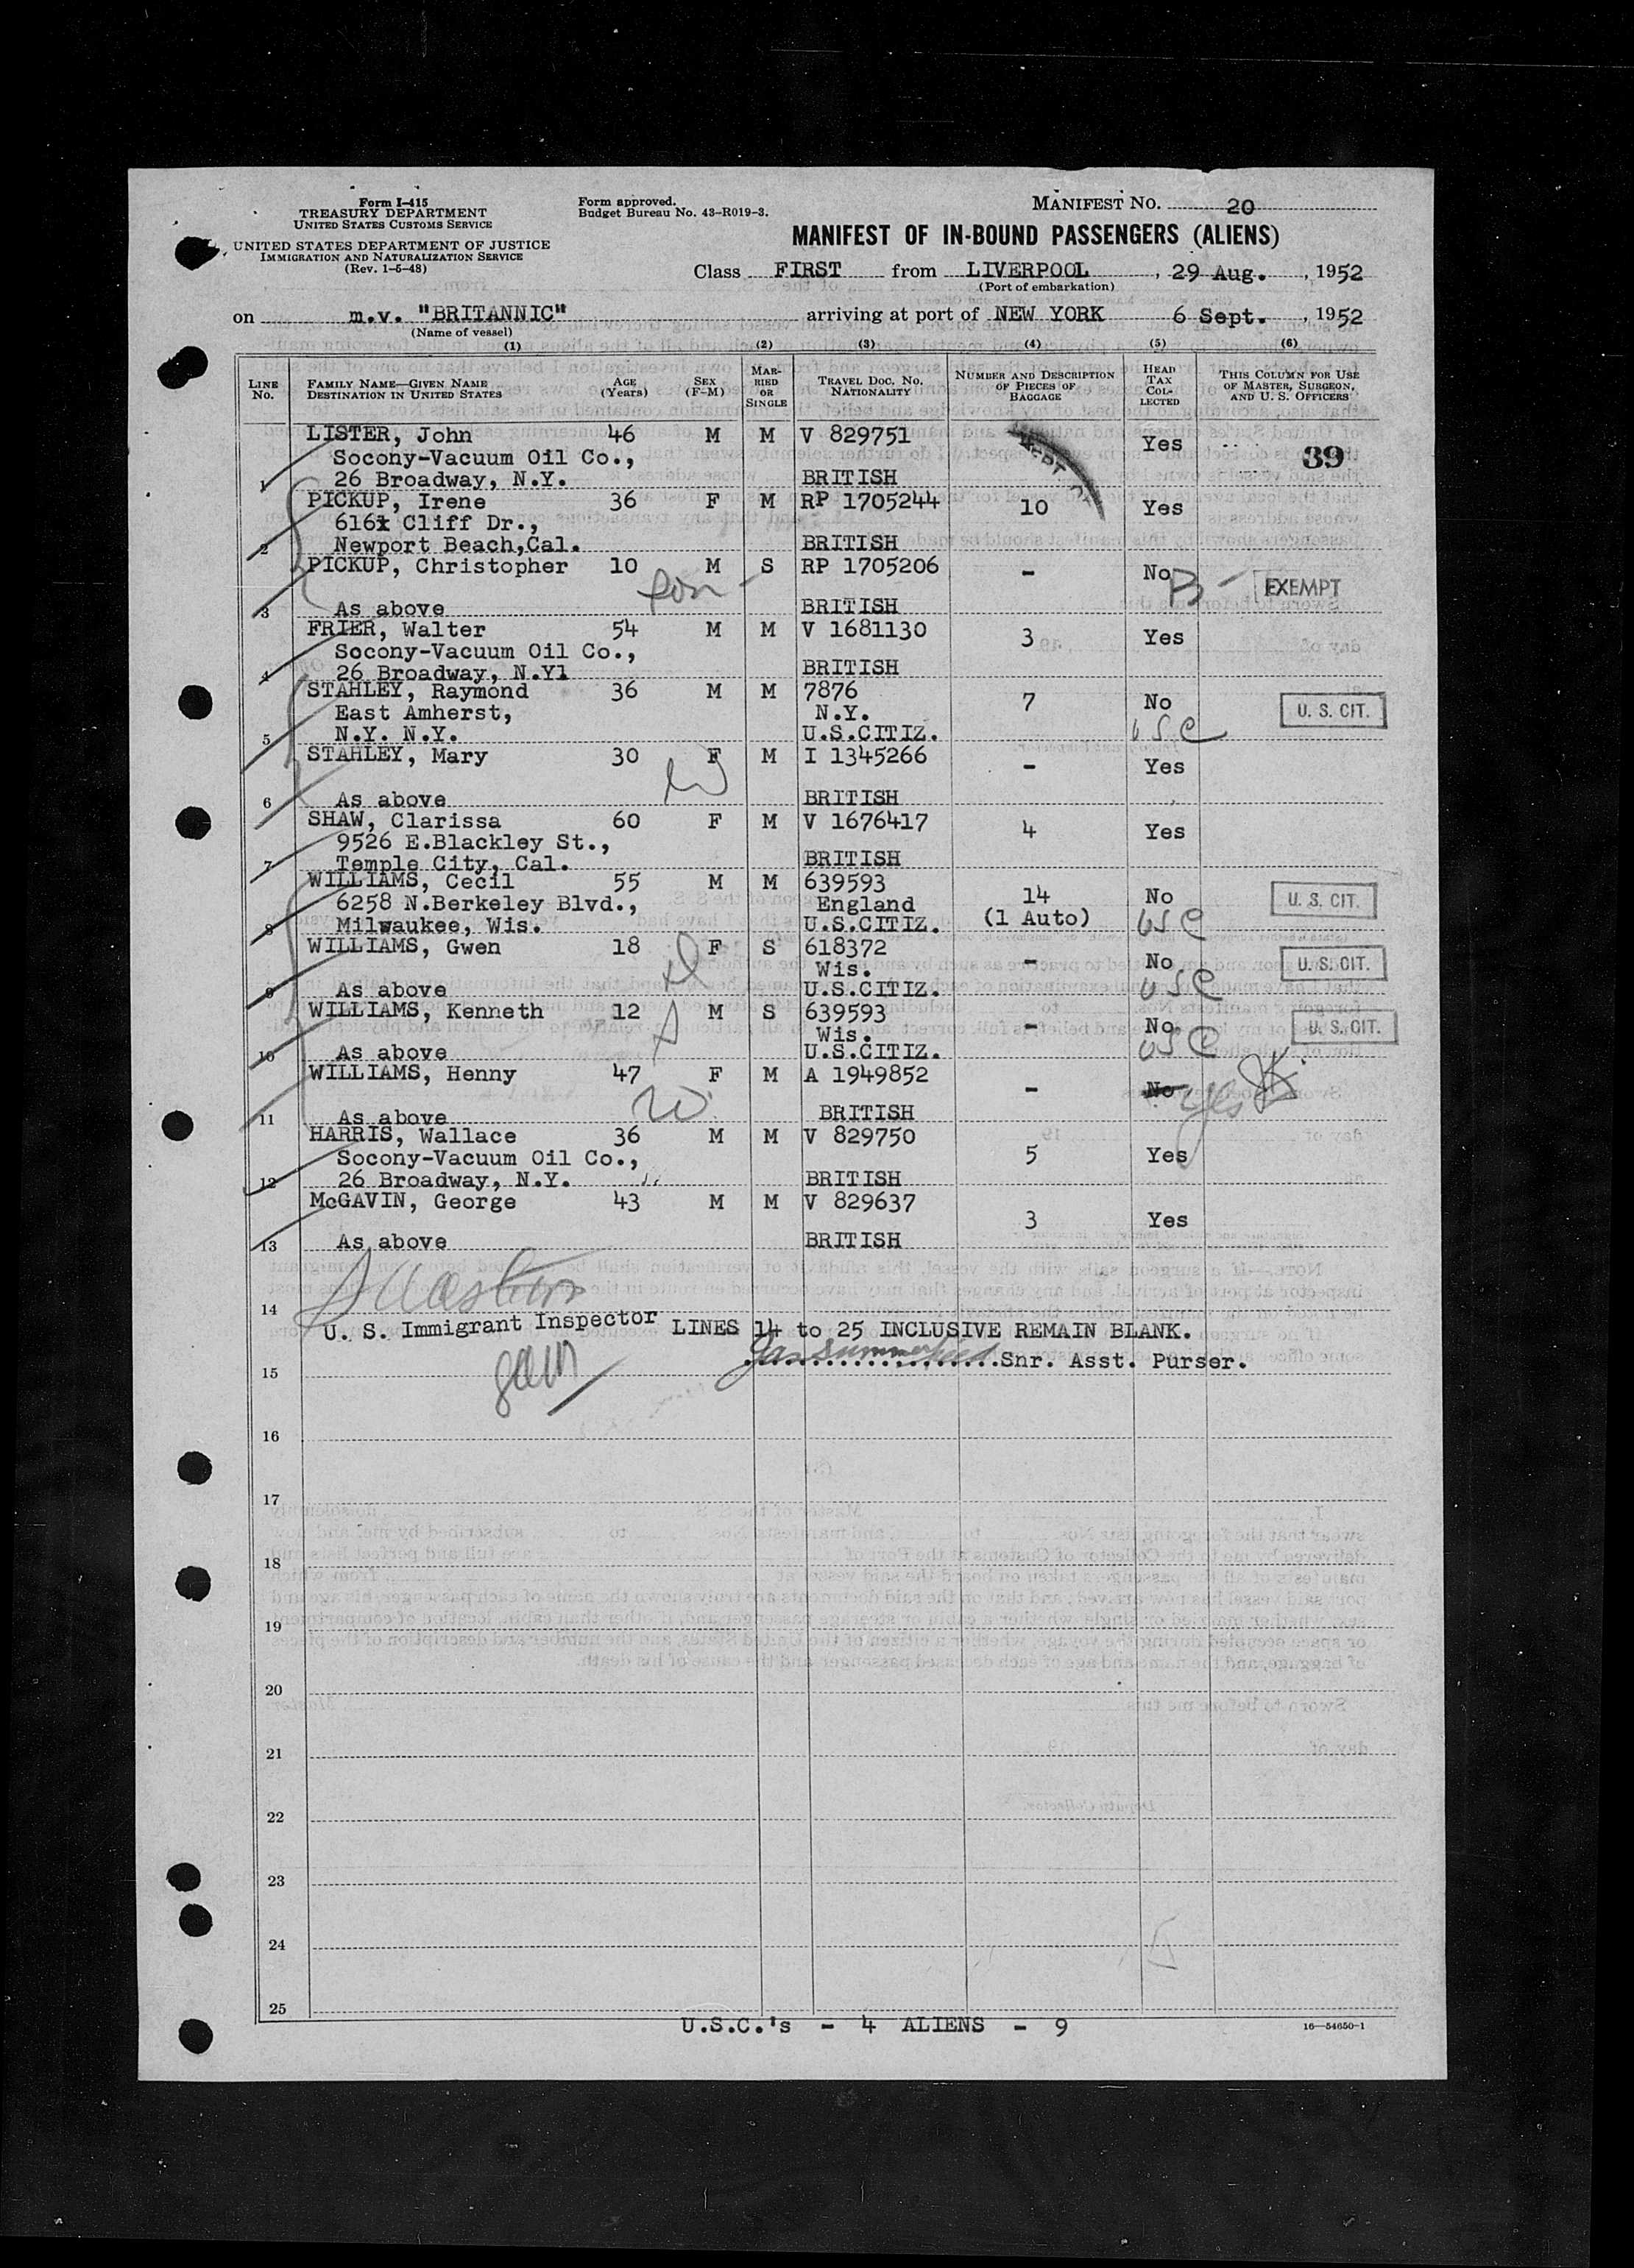 Form I-415
TREASURY DEPARTMENT
UNITED STATES CUSTOMS SERVICE
UNITED STATES DEPARTMENT OF JUSTICE
IMMIGRATION AND NATURALIZATION SERVICE
(Rev. 1-5-48)
Form approved.
Budget Bureau No. 43-R019-3.
MANIFEST No. 20
MANIFEST OF IN-BOUND PASSENGERS (ALIENS)
Class FIRST from LIVERPOOL, 29 Aug., 1952
(Port of embarkation)
on m.v. "BRITANNIC" arriving at port of NEW YORK 6 Sept., 1952
(Name of vessel)
(1) (2) (3) (4) (5) (6)
LINE No. FAMILY NAME—GIVEN NAME DESTINATION IN UNITED STATES AGE (Years) SEX (F-M) MARRIED OR SINGLE TRAVEL DOC. NO. NATIONALITY NUMBER AND DESCRIPTION OF PIECES OF BAGGAGE HEAD TAX COLLECTED THIS COLUMN FOR USE OF MASTER, SURGEON, AND U. S. OFFICERS
LISTER, John 46 M M V 829751 Yes 39
Socony-Vacuum Oil Co.,
1 26 Broadway, N.Y. BRITISH
PICKUP, Irene 36 F M RP 1705244 10 Yes
616 Cliff Dr.,
2 Newport Beach,Cal. BRITISH
PICKUP, Christopher 10 M S RP 1705206 - No
son B - EXEMPT
3 As above BRITISH
FRIER, Walter 54 M M V 1681130 3 Yes
Socony-Vacuum Oil Co.,
4 26 Broadway, N.Yl BRITISH
STAHLEY, Raymond 36 M M 7876 7 No U. S. CIT.
East Amherst, N.Y.
5 N.Y. N.Y. U.S.CITIZ. USC
STAHLEY, Mary 30 F M I 1345266 - Yes
W
6 As above BRITISH
SHAW, Clarissa 60 F M V 1676417 4 Yes
9526 E.Blackley St.,
7 Temple City, Cal. BRITISH
WILLIAMS, Cecil 55 M M 639593 14 No U. S. CIT.
6258 N.Berkeley Blvd., England (1 Auto)
8 Milwaukee, Wis. U.S.CITIZ. USC
WILLIAMS, Gwen 18 F S 618372 - No U. S. CIT.
d Wis.
9 As above U.S.CITIZ. USC
WILLIAMS, Kenneth 12 M S 639593 - No U. S. CIT.
Wis.
10 As above U.S.CITIZ. USC
WILLIAMS, Henny 47 F M A 1949852 - No Yes
W
11 As above BRITISH
HARRIS, Wallace 36 M M V 829750 5 Yes
Socony-Vacuum Oil Co.,
12 26 Broadway, N.Y. BRITISH
McGAVIN, George 43 M M V 829637 3 Yes
13 As above BRITISH
14
U. S. Immigrant Inspector LINES 14 to 25 INCLUSIVE REMAIN BLANK.
Snr. Asst. Purser.
15
16
17
18
19
20
21
22
23
24
25
U.S.C.'s - 4 ALIENS - 9
16—54650-1